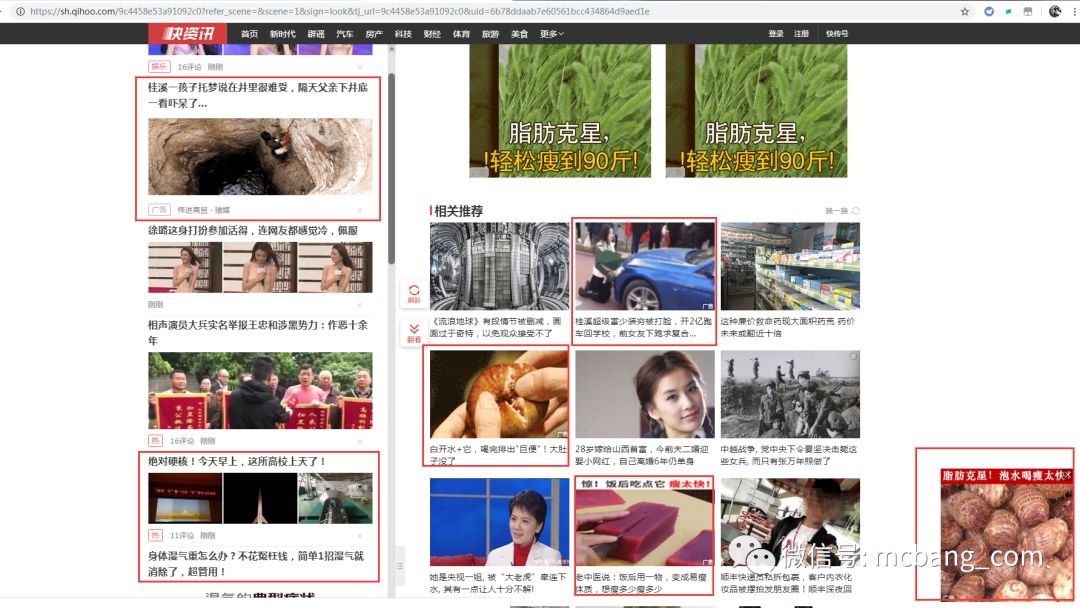 https://sh.qihoo.com/9c4458e53a91092c0?refer_scene=&scene=1&sign=look&tj_url=9c4458e53a91092c0&uid=6b78ddaab7e60561bcc434864d9aed1e
快资讯 首页 新时代 辟谣 汽车 房产 科技 财经 体育 旅游 美食 更多 登录 注册 快传号
娱乐 16评论 刚刚 ×
桂溪一孩子托梦说在井里很难受，隔天父亲下井底
一看吓呆了...
广告 伟进商贸·猎媒 ×
徐璐这身打扮参加活得，连网友都感觉冷，佩服
刚刚 ×
相声演员大兵实名举报王忠和涉黑势力：作恶十余
年
热 16评论 刚刚 ×
绝对硬核！今天早上，这所高校上天了！
热 11评论 刚刚 ×
身体湿气重怎么办？不花冤枉钱，简单1招湿气就
消除了，超管用！
湿气的典型症状
刷新
脂肪克星，
!轻松瘦到90斤!
脂肪克星，
!轻松瘦到90斤!
相关推荐
换一换
《流浪地球》有段情节被删减，画
面过于奇特，以免观众接受不了
广告
桂溪超级富少装穷被打脸，开2亿跑
车回学校，前女友下跪求复合...
这种廉价救命药现大面积药荒 药价
未来或翻近十倍
广告
白开水+它，喝完排出"巨便"！大肚
子没了
28岁嫁给山西首富，今前夫二婚迎
娶小网红，自己离婚6年仍单身
中越战争, 党中央下令要坚决击毙这
些女兵, 而只有张万年照做了
她是央视一姐, 被“大老虎”牵连下
水, 其有一点让人十分不解!
惊！饭后吃点它 瘦太快!
广告
老中医说：饭后用一物，变成易瘦
体质，想瘦多少瘦多少
顺丰快递员私拆包裹，客户内衣化
妆品被摆拍发朋友圈！顺丰深夜回
脂肪克星！泡水喝瘦太快
微信号: mcbang_com